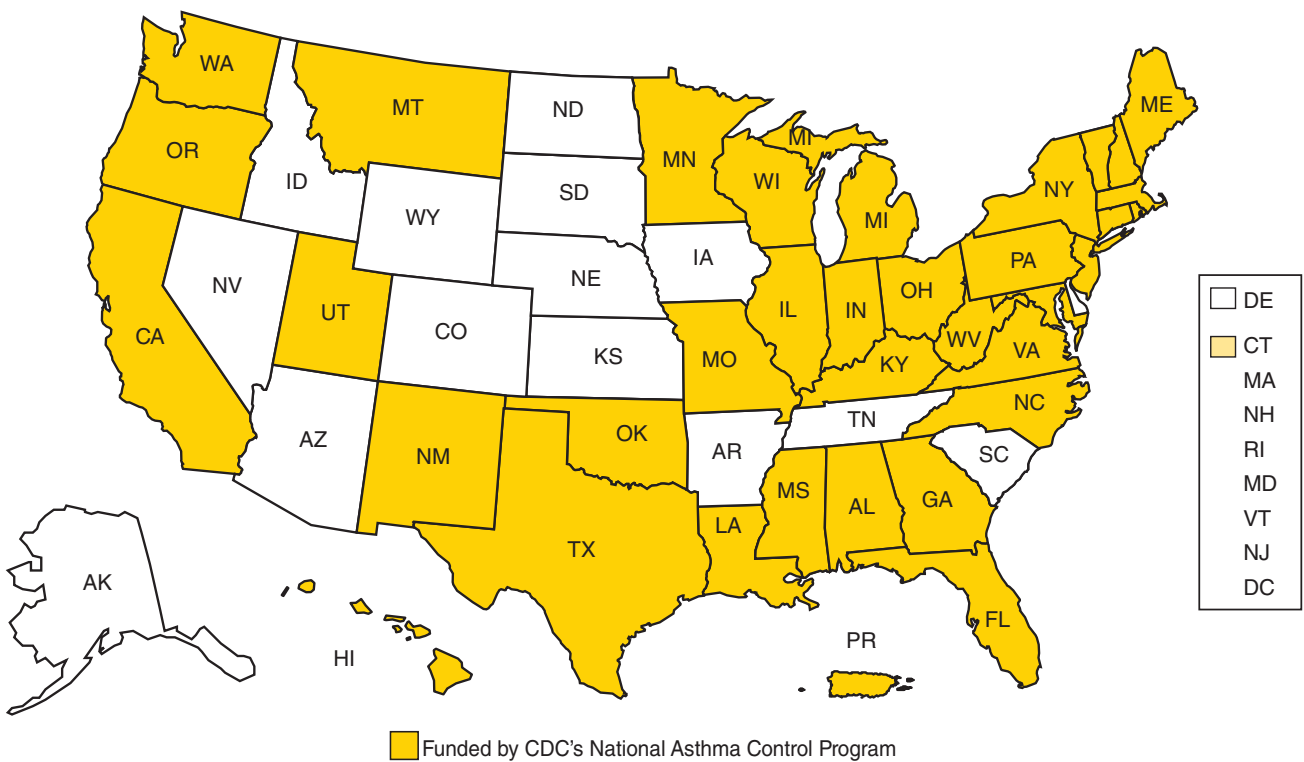 WA
MT
ND
ME
MN
MI
OR
WI
ID
SD
NY
WY
MI
IA
PA
NE
NV
OH
UT
IL
IN
DE
CO
CA
WV
CT
VA
KS
MO
KY
MA
NC
NH
TN
OK
AZ
RI
AR
SC
NM
MD
MS
GA
AL
VT
LA
TX
NJ
AK
DC
FL
PR
HI
Funded by CDC's National Asthma Control Program